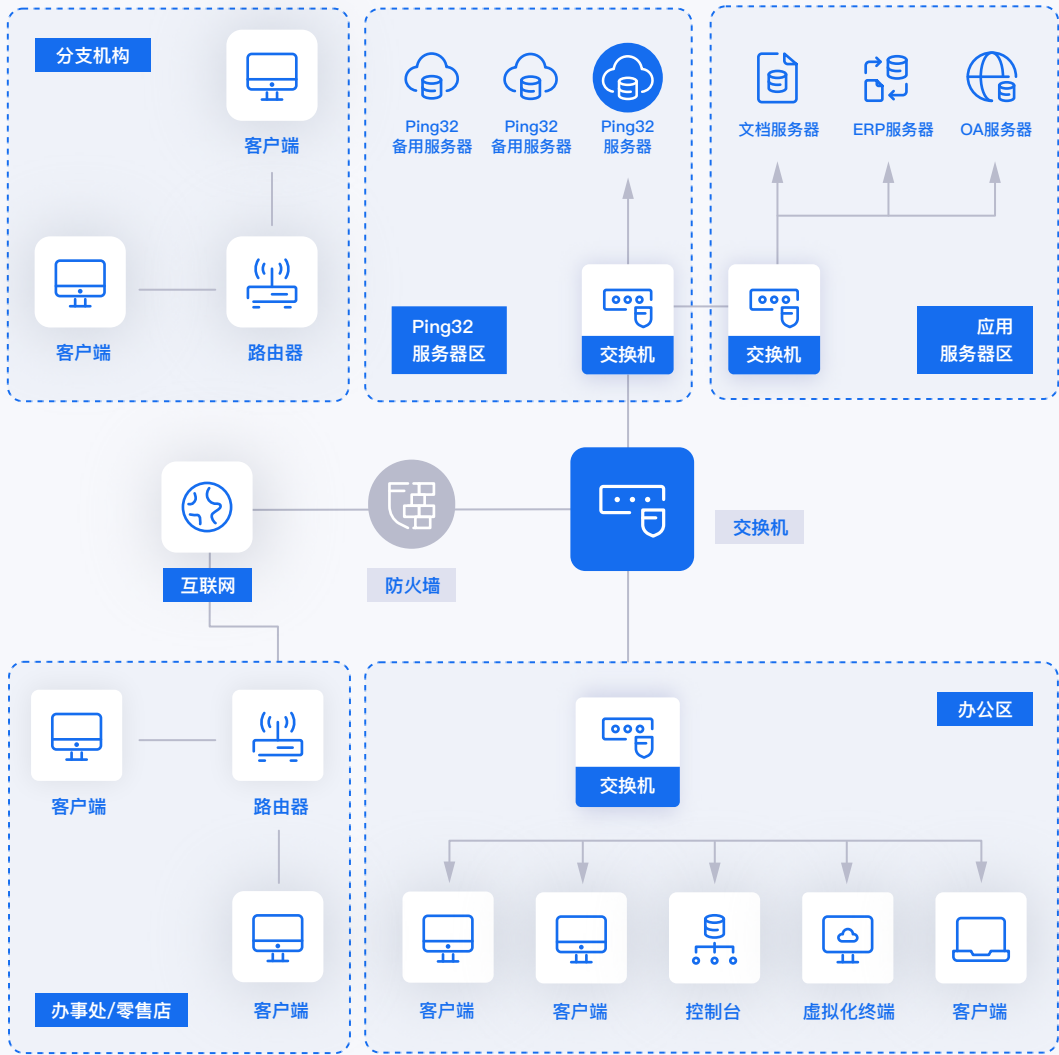 分支机构
客户端
客户端
路由器
Ping32
备用服务器
Ping32
备用服务器
Ping32
服务器
Ping32
服务器区
交换机
文档服务器
ERP服务器
OA服务器
交换机
应用
服务器区
互联网
防火墙
交换机
客户端
路由器
客户端
办事处/零售店
办公区
交换机
客户端
客户端
控制台
虚拟化终端
客户端